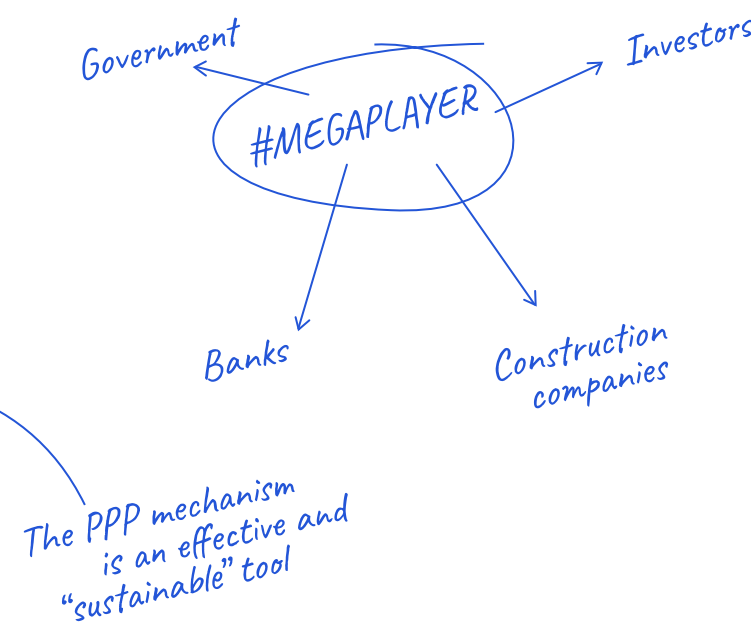 Government
Investors
#MEGAPLAYER
Banks
Construction
companies
The PPP mechanism
is an effective and
“sustainable” tool